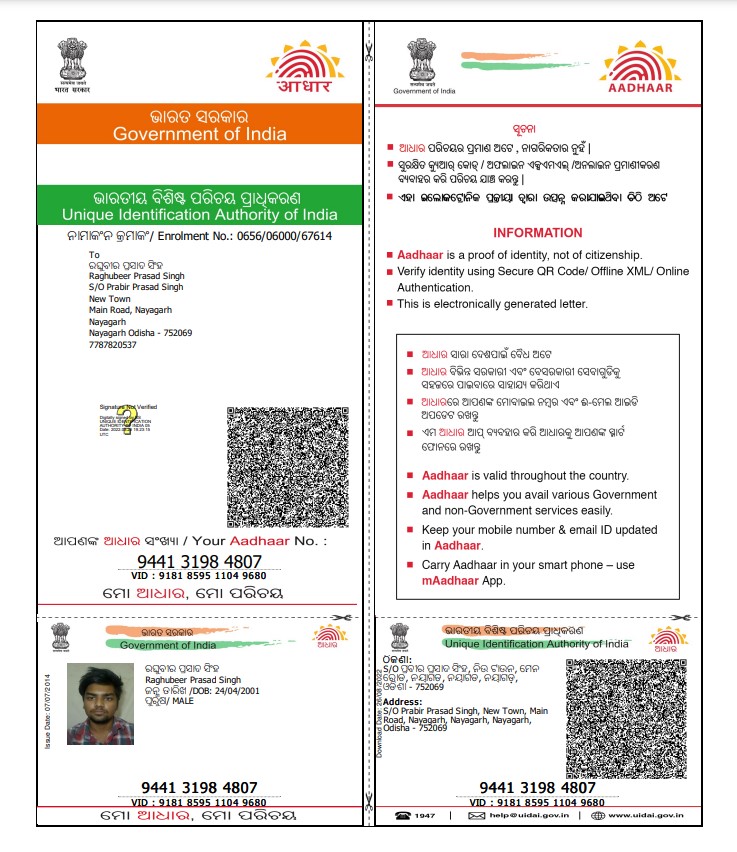 सत्यमेव जयते
भारत सरकार
आधार
ଭାରତ ସରକାର
Government of India
ଭାରତୀୟ ବିଶିଷ୍ଟ ପରିଚୟ ପ୍ରାଧିକରଣ
Unique Identification Authority of India
ନାମାକଂନ କ୍ରମାକଂ/ Enrolment No.: 0656/06000/67614
To
ରଘୁବୀର ପ୍ରସାଦ ସିଂହ
Raghubeer Prasad Singh
S/O Prabir Prasad Singh
New Town
Main Road, Nayagarh
Nayagarh
Nayagarh Odisha - 752069
7787820537
Signature Not Verified
Digitally signed by
UNIQUE IDENTIFICATION
AUTHORITY OF INDIA
UTC
ଆପଣଙ୍କ ଆଧାର ସଂଖ୍ୟା / Your Aadhaar No. :
9441 3198 4807
VID : 9181 8595 1104 9680
ମୋ ଆଧାର, ମୋ ପରିଚୟ
ଭାରତ ସରକାର
Government of India
ଆଧାର
Issue Date: 07/07/2014
ରଘୁବୀର ପ୍ରସାଦ ସିଂହ
Raghubeer Prasad Singh
ଜନ୍ମ ତାରିଖ /DOB: 24/04/2001
ପୁରୁଷ/ MALE
9441 3198 4807
VID : 9181 8595 1104 9680
ମୋ ଆଧାର, ମୋ ପରିଚୟ
Government of India
AADHAAR
ସୂଚନା
ଆଧାର ପରିଚୟର ପ୍ରମାଣ ଅଟେ , ନାଗରିକତାର ନୁହଁ |
ସୁରକ୍ଷିତ କ୍ୟୁଆର୍ କୋଡ୍ / ଅଫଲାଇନ ଏକ୍ସଏମଏଲ୍ /ଅନଲାଇନ ପ୍ରମାଣୀକରଣ
ବ୍ୟବହାର କରି ପରିଚୟ ଯାଞ୍ଚ କରନ୍ତୁ |
ଏହା ଇଲେକଟ୍ରୋନିକ ପ୍ରକ୍ରୀୟା ଦ୍ୱାରା ଉତ୍ପନ୍ନ କରାଯାଇଥିବା ଚିଠି ଅଟେ
INFORMATION
Aadhaar is a proof of identity, not of citizenship.
Verify identity using Secure QR Code/ Offline XML/ Online
Authentication.
This is electronically generated letter.
ଆଧାର ସାରା ଦେଶପାଇଁ ବୈଧ ଅଟେ
ଆଧାର ବିଭିନ୍ନ ସରକାରୀ ଏବଂ ବେସରକାରୀ ସେବାଗୁଡିକୁ
ସହଜରେ ପାଇବାରେ ସାହାଯ୍ୟ କରିଥାଏ
ଆଧାରରେ ଆପଣଙ୍କ ମୋବାଇଲ ନମ୍ବର ଏବଂ ଈ-ମେଲ ଆଇଡି
ଅପଡେଟ ରଖନ୍ତୁ
ଏମ ଆଧାର ଆପ୍ ବ୍ୟବହାର କରି ଆଧାରକୁ ଆପଣଙ୍କ ସ୍ମାର୍ଟ
ଫୋନରେ ରଖନ୍ତୁ
Aadhaar is valid throughout the country.
Aadhaar helps you avail various Government
and non-Government services easily.
Keep your mobile number & email ID updated
in Aadhaar.
Carry Aadhaar in your smart phone – use
mAadhaar App.
ଭାରତୀୟ ବିଶିଷ୍ଟ ପରିଚୟ ପ୍ରାଧିକରଣ
Unique Identification Authority of India
ଆଧାର
ଠିକଣା:
S/O ପ୍ରବୀର ପ୍ରସାଦ ସିଂହ, ନିଉ ଟାଉନ, ମେନ
ରୋଡ, ନୟାଗଡ, ନୟାଗଡ, ନୟାଗଡ଼,
ଓଡିଶା - 752069
Address:
S/O Prabir Prasad Singh, New Town, Main
Road, Nayagarh, Nayagarh, Nayagarh,
Odisha - 752069
9441 3198 4807
VID : 9181 8595 1104 9680
1947 | help@uidai.gov.in | www.uidai.gov.in